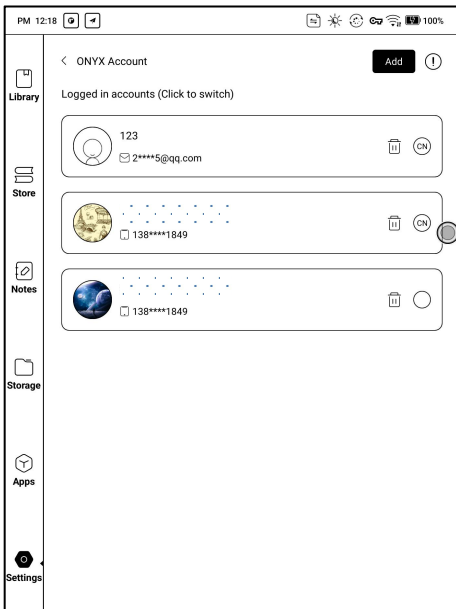 PM 12:18
100%
ONYX Account
Add
Logged in accounts (Click to switch)
123
2****5@qq.com
CN
138****1849
CN
138****1849
Library
Store
Notes
Storage
Apps
Settings